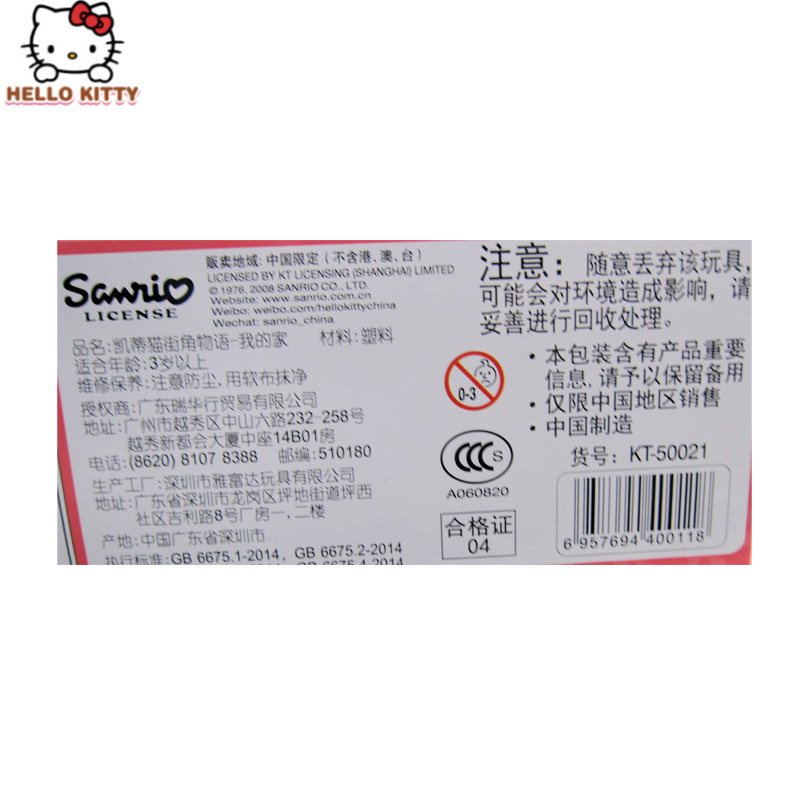 HELLO KITTY
贩卖地域: 中国限定 (不含港、澳、台)
LICENSED BY KT LICENSING (SHANGHAI) LIMITED
© 1976, 2008 SANRIO CO., LTD.
Website: www.sanrio.com.cn
Weibo: weibo.com/hellokittychina
Wechat: sanrio_china
Sanrio
LICENSE
品名:凯蒂猫街角物语-我的家 材料:塑料
适合年龄:3岁以上
维修保养:注意防尘,用软布抹净
授权商:广东瑞华行贸易有限公司
地址:广州市越秀区中山六路232-258号
越秀新都会大厦中座14B01房
电话:(8620) 8107 8388 邮编:510180
生产工厂:深圳市雅富达玩具有限公司
地址:广东省深圳市龙岗区坪地街道坪西
社区吉利路8号厂房一,二楼
产地:中国广东省深圳市
执行标准:GB 6675.1-2014, GB 6675.2-2014
注意: 随意丢弃该玩具,
可能会对环境造成影响,请
妥善进行回收处理。
0-3
CCC S
A060820
合格证
04
·本包装含有产品重要
信息,请予以保留备用
·仅限中国地区销售
·中国制造
货号: KT-50021
6 957694 400118